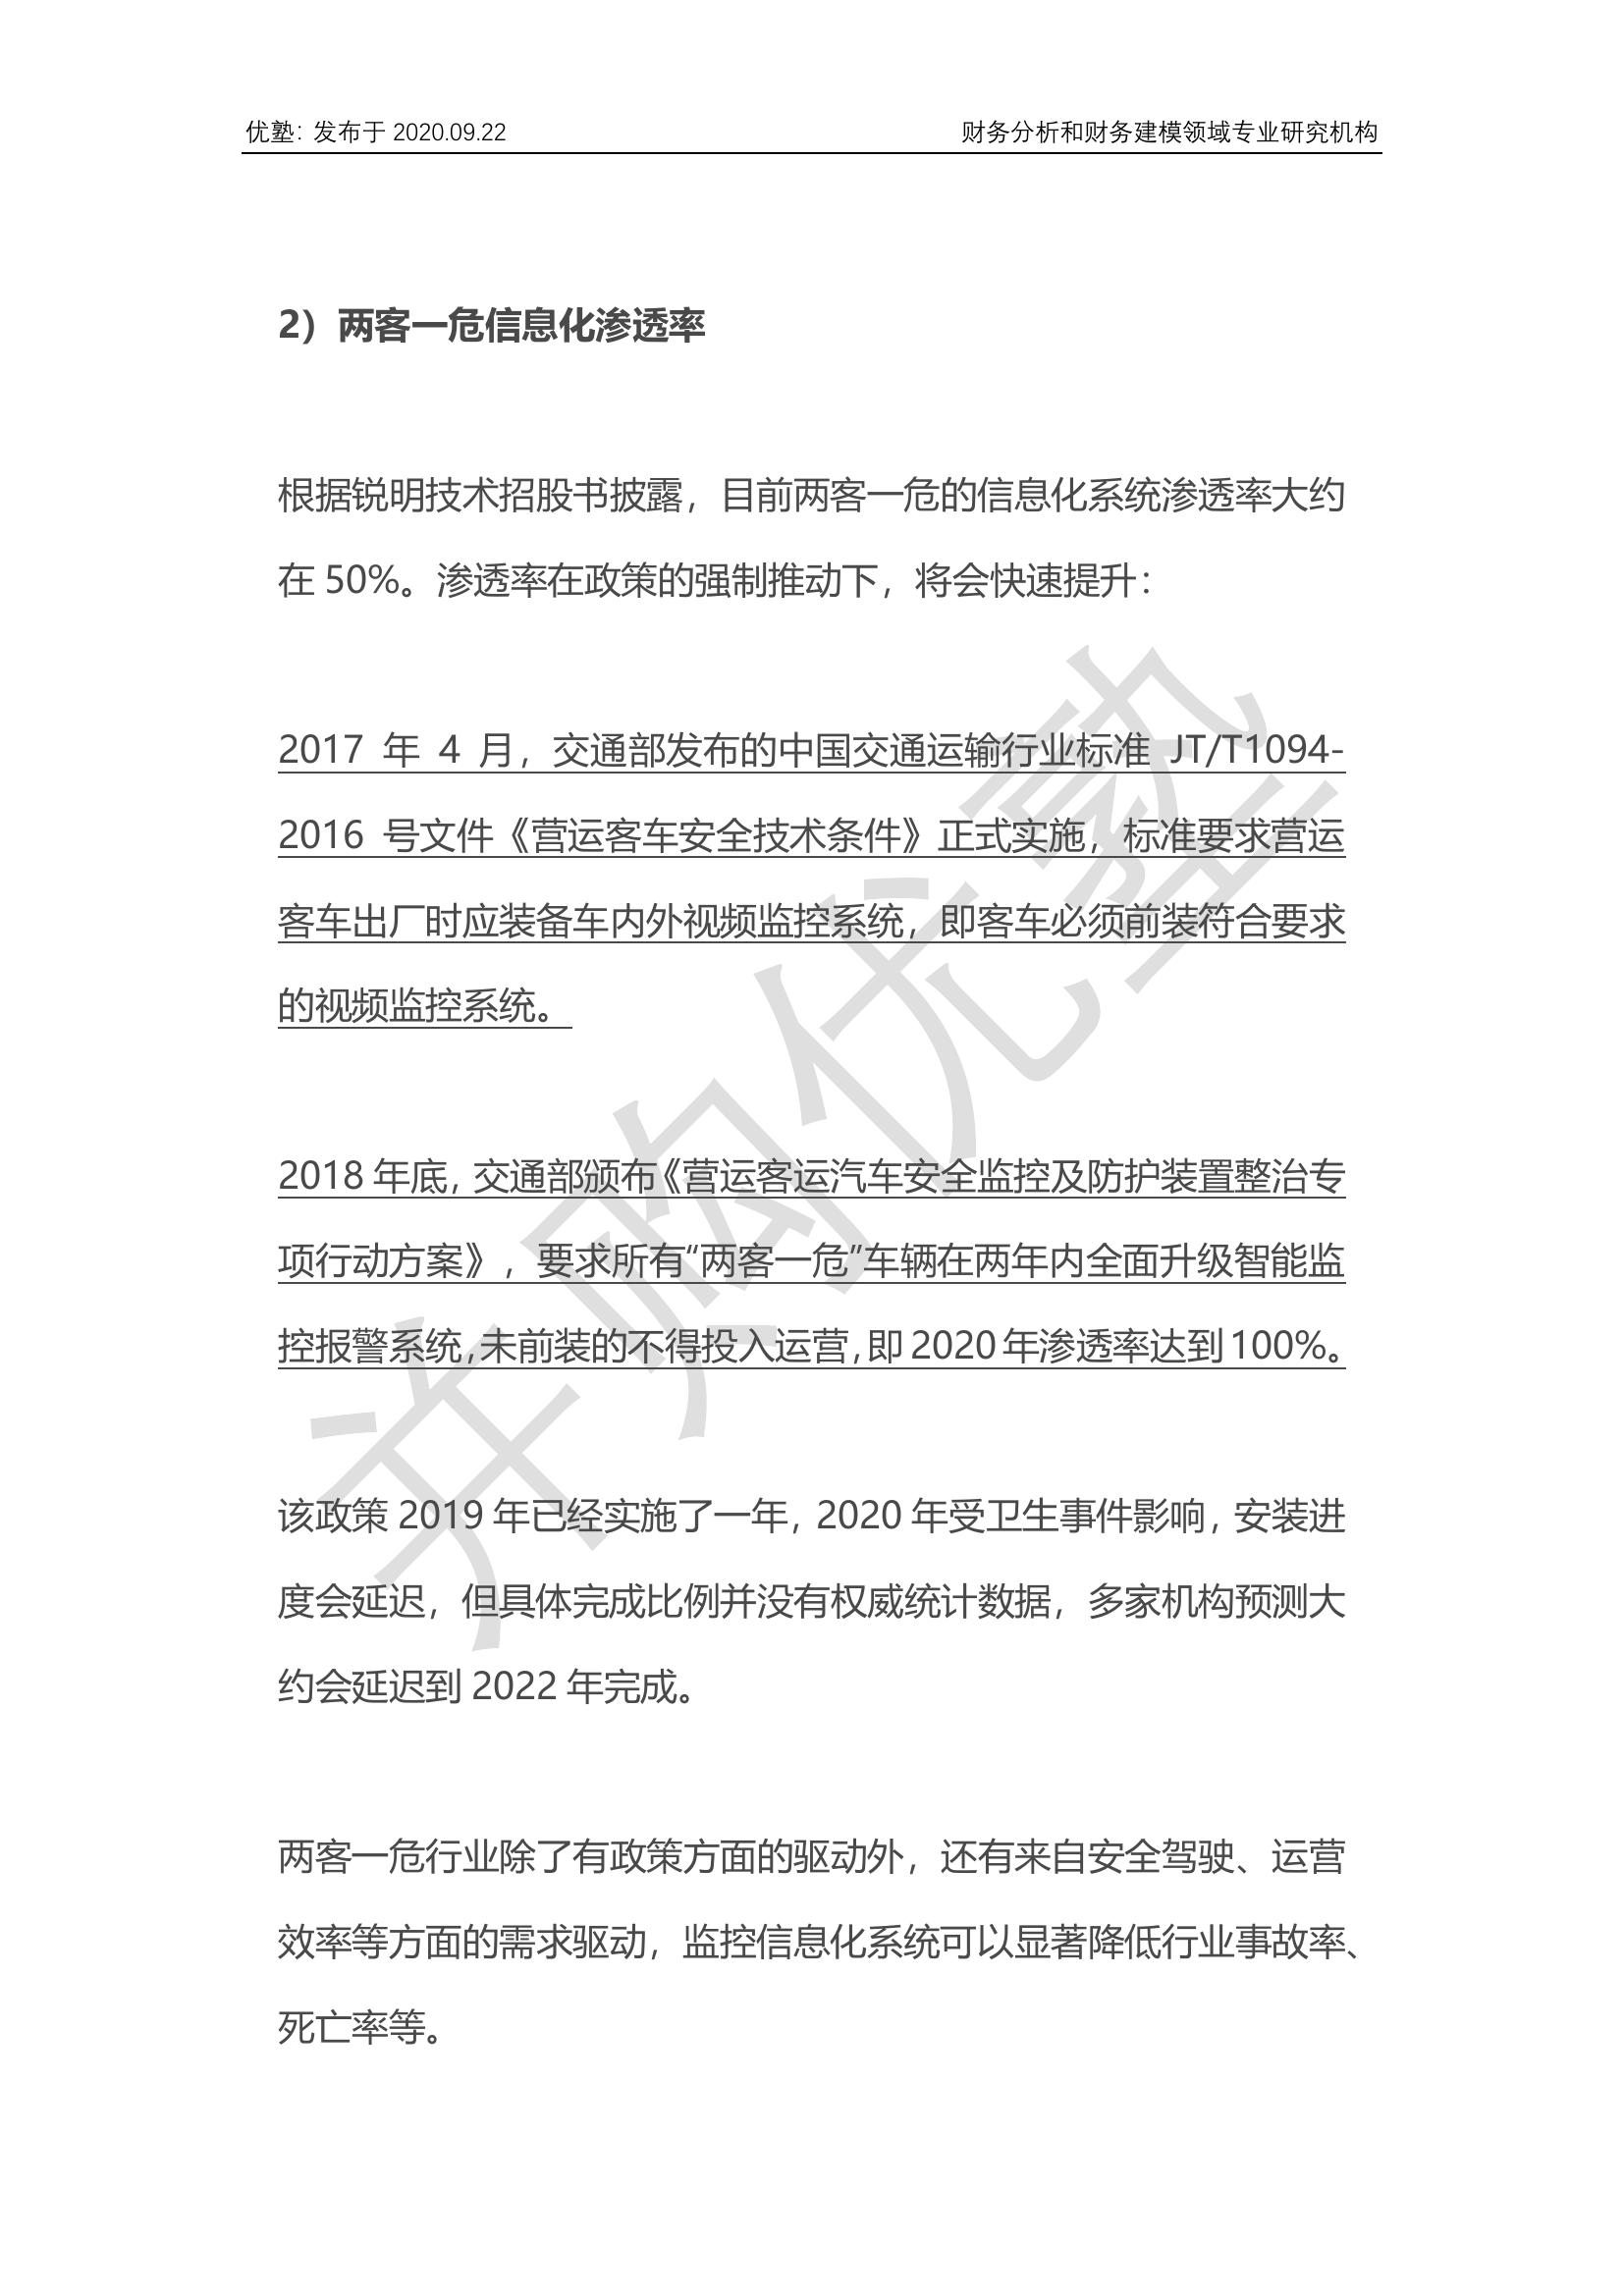 优塾：发布于 2020.09.22
财务分析和财务建模领域专业研究机构
2）两客一危信息化渗透率
根据锐明技术招股书披露，目前两客一危的信息化系统渗透率大约
在 50%。渗透率在政策的强制推动下，将会快速提升：
2017 年 4 月，交通部发布的中国交通运输行业标准 JT/T1094-
2016 号文件《营运客车安全技术条件》正式实施，标准要求营运
客车出厂时应装备车内外视频监控系统，即客车必须前装符合要求
的视频监控系统。
2018 年底，交通部颁布《营运客运汽车安全监控及防护装置整治专
项行动方案》，要求所有“两客一危”车辆在两年内全面升级智能监
控报警系统，未前装的不得投入运营，即 2020 年渗透率达到 100%。
该政策 2019 年已经实施了一年，2020 年受卫生事件影响，安装进
度会延迟，但具体完成比例并没有权威统计数据，多家机构预测大
约会延迟到 2022 年完成。
两客一危行业除了有政策方面的驱动外，还有来自安全驾驶、运营
效率等方面的需求驱动，监控信息化系统可以显著降低行业事故率、
死亡率等。
并购优塾